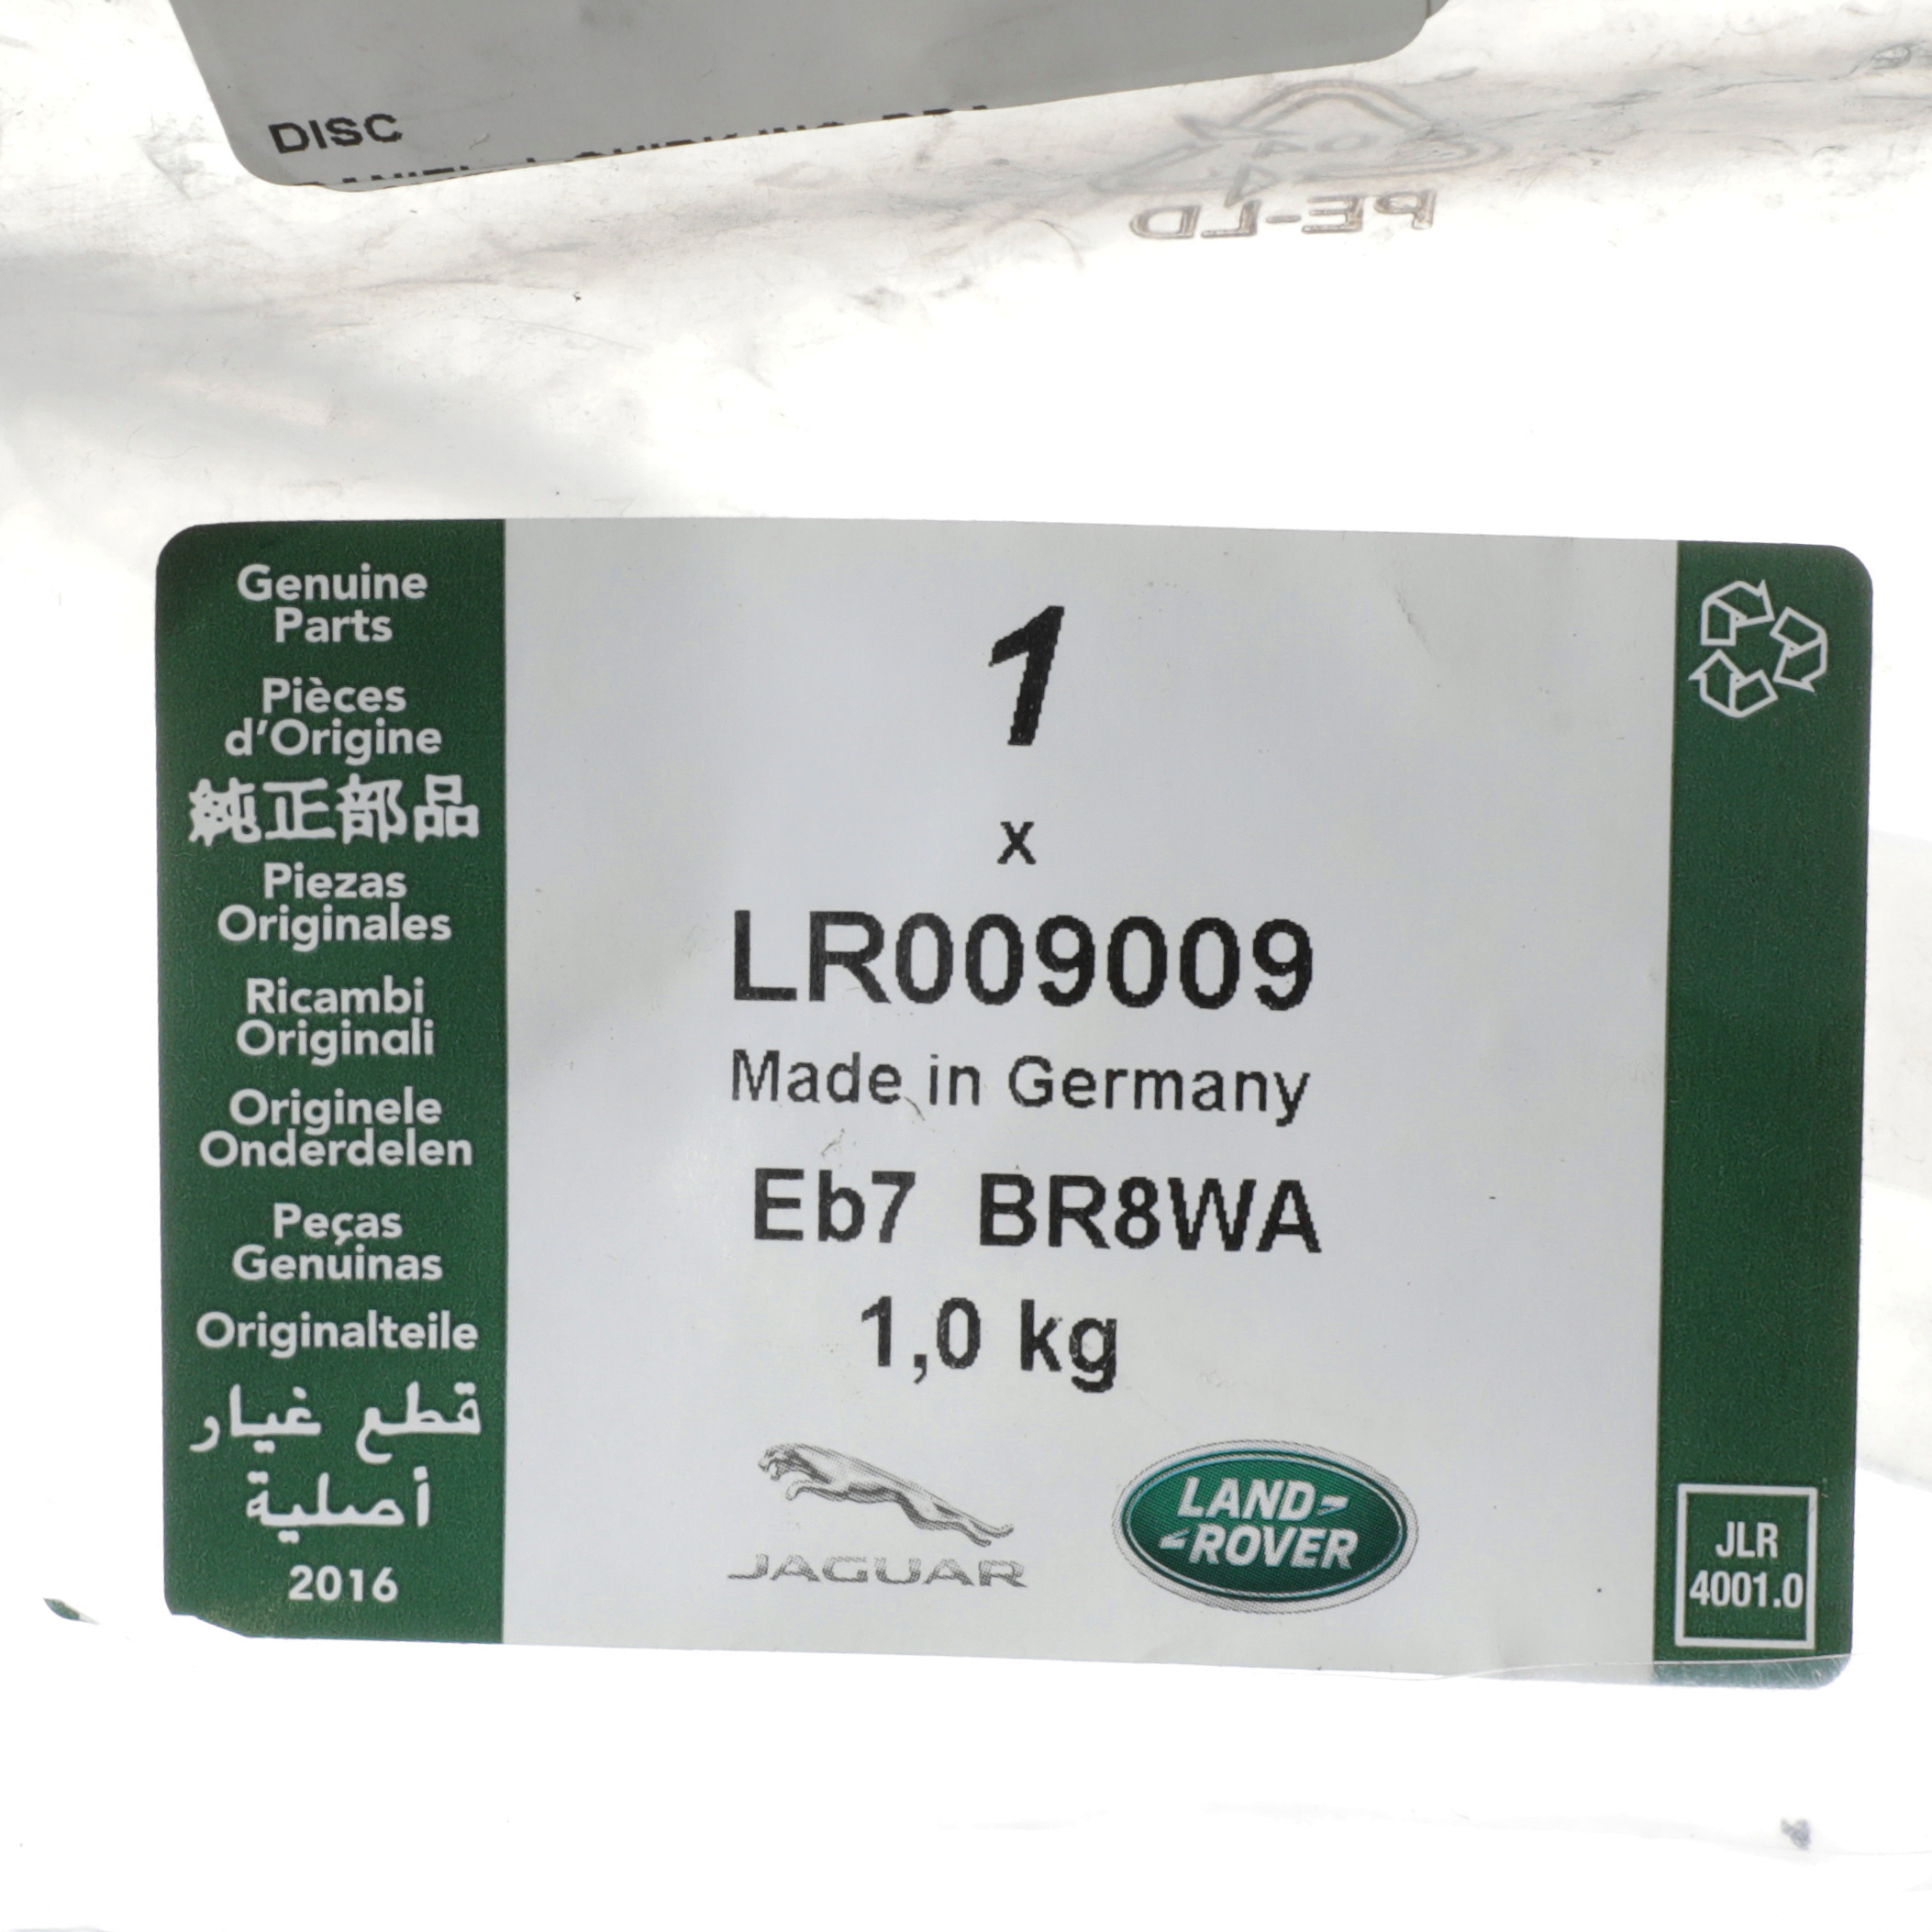 DISC
04
PE-LD
Genuine
Parts
Pièces
d'Origine
純正部品
Piezas
Originales
Ricambi
Originali
Originele
Onderdelen
Peças
Genuinas
Originalteile
قطع غيار
أصلية
2016
1
x
LR009009
Made in Germany
Eb7 BR8WA
1,0 kg
JAGUAR
LAND-
-ROVER
JLR
4001.0